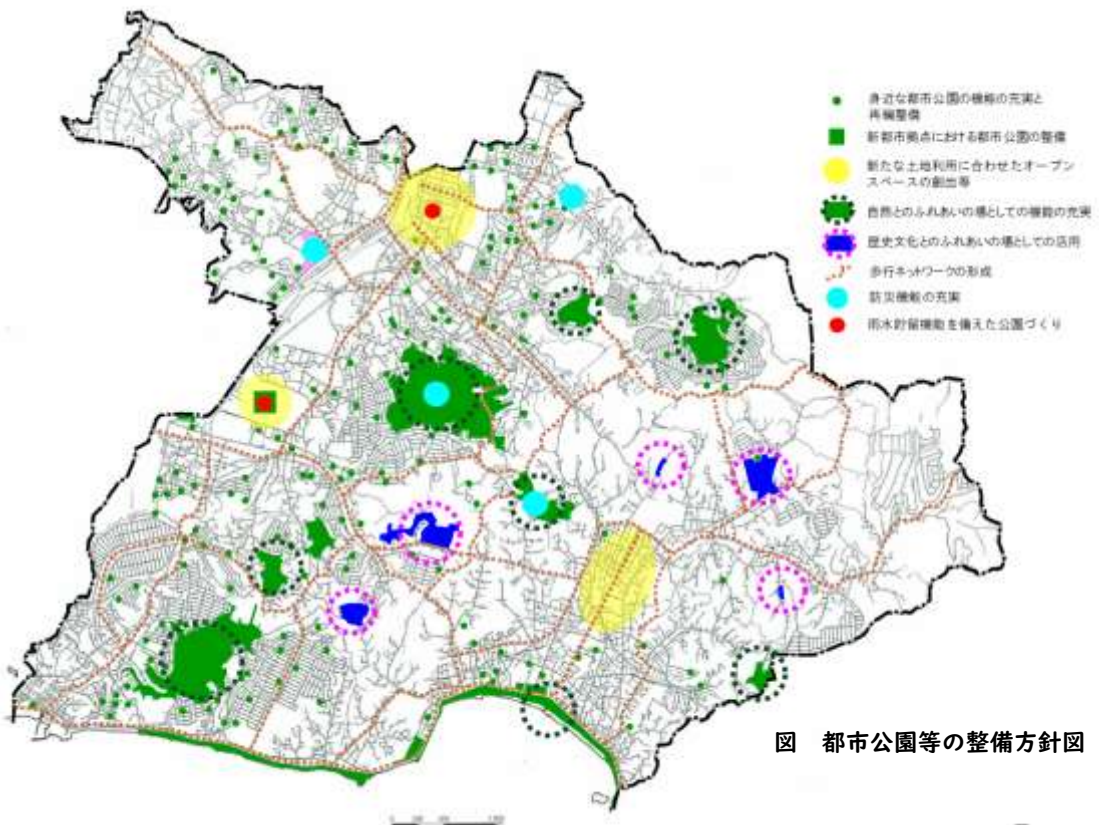 身近な都市公園の機能の充実と
再編整備
新都市拠点における都市公園の整備
新たな土地利用に合わせたオープン
スペースの創出等
自然とのふれあいの場としての機能の充実
歴史文化とのふれあいの場としての活用
歩行ネットワークの形成
防災機能の充実
雨水貯留機能を備えた公園づくり
図　都市公園等の整備方針図